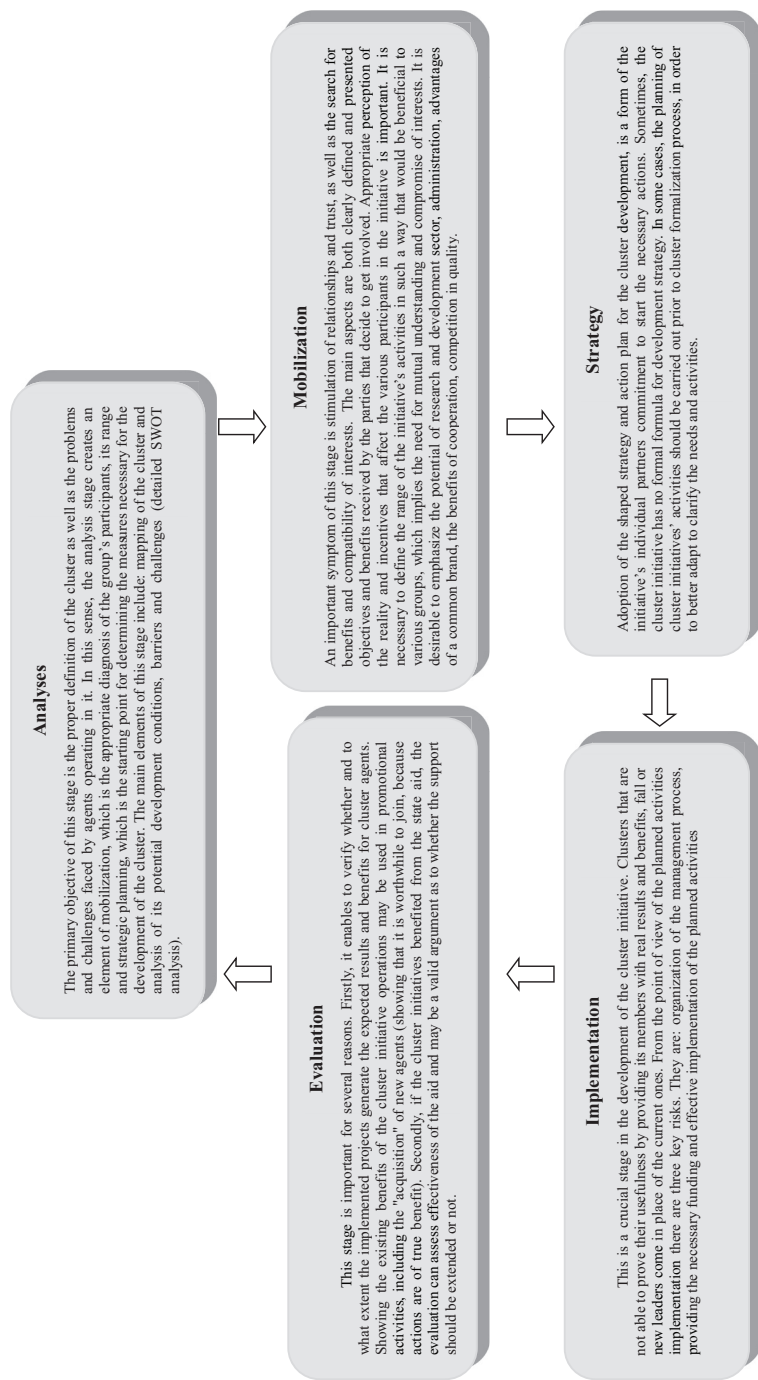 Analyses
The primary objective of this stage is the proper definition of the cluster as well as the problems
and challenges faced by agents operating in it. In this sense, the analysis stage creates an
element of mobilization, which is the appropriate diagnosis of the group's participants, its range
and strategic planning, which is the starting point for determining the measures necessary for the
development of the cluster. The main elements of this stage include: mapping of the cluster and
analysis of its potential development conditions, barriers and challenges (detailed SWOT
analysis).
Mobilization
An important symptom of this stage is stimulation of relationships and trust, as well as the search for
benefits and compatibility of interests. The main aspects are both clearly defined and presented
objectives and benefits received by the parties that decide to get involved. Appropriate perception of
the reality and incentives that affect the various participants in the initiative is important. It is
necessary to define the range of the initiative's activities in such a way that would be beneficial to
various groups, which implies the need for mutual understanding and compromise of interests. It is
desirable to emphasize the potential of research and development sector, administration, advantages
of a common brand, the benefits of cooperation, competition in quality.
Strategy
Adoption of the shaped strategy and action plan for the cluster development, is a form of the
initiative's individual partners commitment to start the necessary actions. Sometimes, the
cluster initiative has no formal formula for development strategy. In some cases, the planning of
cluster initiatives' activities should be carried out prior to cluster formalization process, in order
to better adapt to clarify the needs and activities.
Implementation
This is a crucial stage in the development of the cluster initiative. Clusters that are
not able to prove their usefulness by providing its members with real results and benefits, fall or
new leaders come in place of the current ones. From the point of view of the planned activities
implementation there are three key risks. They are: organization of the management process,
providing the necessary funding and effective implementation of the planned activities
Evaluation
This stage is important for several reasons. Firstly, it enables to verify whether and to
what extent the implemented projects generate the expected results and benefits for cluster agents.
Showing the existing benefits of the cluster initiative operations may be used in promotional
activities, including the "acquisition" of new agents (showing that it is worthwhile to join, because
actions are of true benefit). Secondly, if the cluster initiatives benefited from the state aid, the
evaluation can assess effectiveness of the aid and may be a valid argument as to whether the support
should be extended or not.